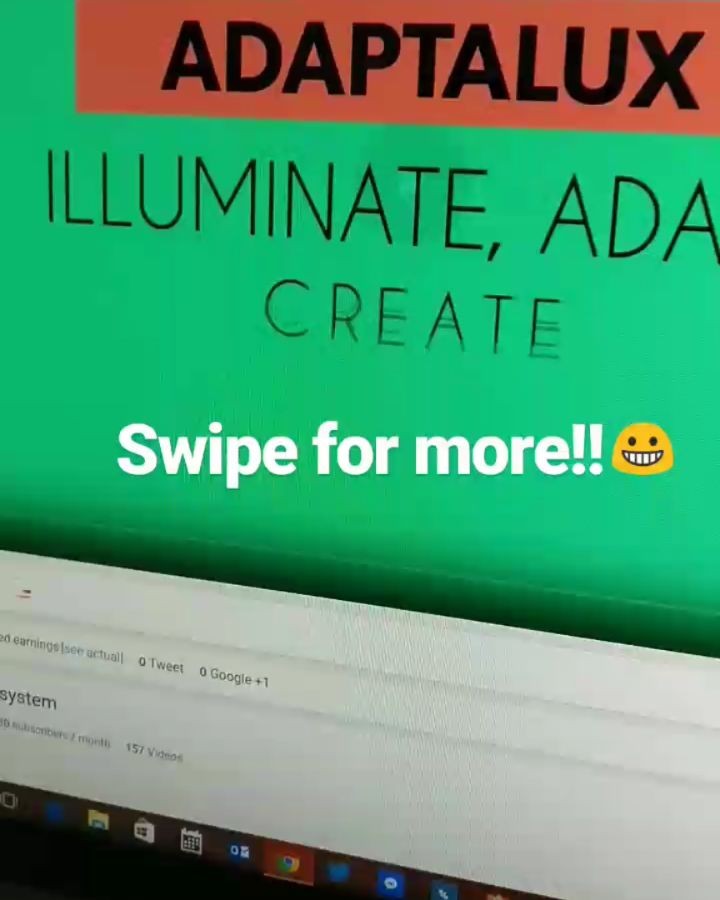 ADAPTALUX
ILLUMINATE, ADA
CREATE
Swipe for more!!😀
ed earnings [see actual] 0 Tweet 0 Google +1
system
subscribers / month 157 Videos